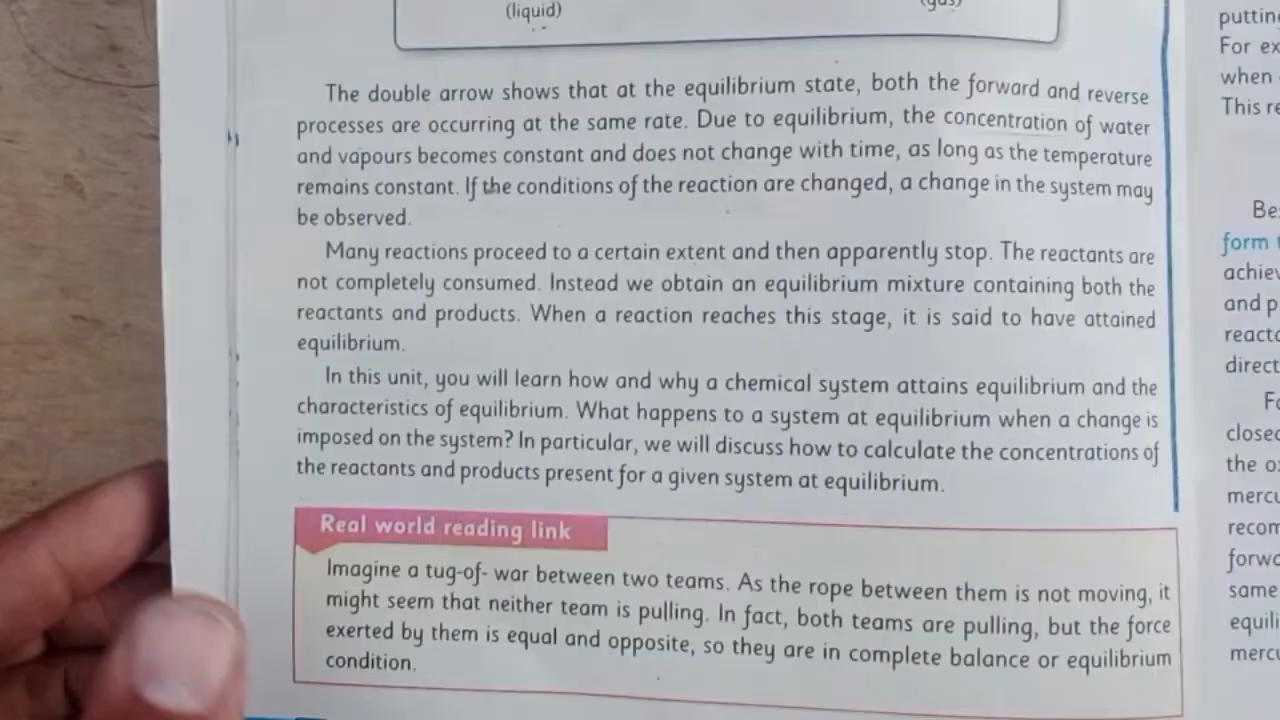 (liquid)
(gas)
The double arrow shows that at the equilibrium state, both the forward and reverse
processes are occurring at the same rate. Due to equilibrium, the concentration of water
and vapours becomes constant and does not change with time, as long as the temperature
remains constant. If the conditions of the reaction are changed, a change in the system may
be observed.
Many reactions proceed to a certain extent and then apparently stop. The reactants are
not completely consumed. Instead we obtain an equilibrium mixture containing both the
reactants and products. When a reaction reaches this stage, it is said to have attained
equilibrium.
In this unit, you will learn how and why a chemical system attains equilibrium and the
characteristics of equilibrium. What happens to a system at equilibrium when a change is
imposed on the system? In particular, we will discuss how to calculate the concentrations of
the reactants and products present for a given system at equilibrium.
Real world reading link
Imagine a tug-of- war between two teams. As the rope between them is not moving, it
might seem that neither team is pulling. In fact, both teams are pulling, but the force
exerted by them is equal and opposite, so they are in complete balance or equilibrium
condition.
For
when
This
form
and
the
same